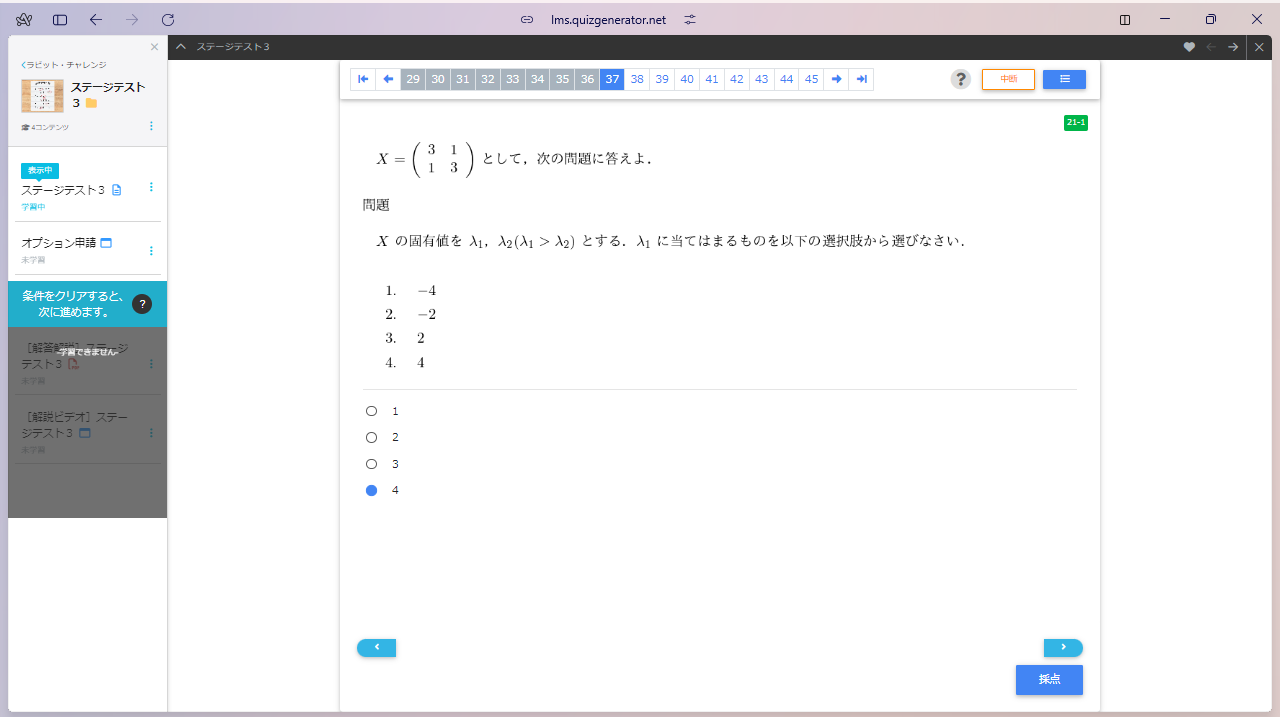 lms.quizgenerator.net
ステージテスト3
ラビット・チャレンジ
ステージテスト
3
4コンテンツ
表示中
ステージテスト3
学習中
オプション申請
未学習
条件をクリアすると、
次に進めます。
?
［解答解説］ステージ
-学習できません-
テスト3
未学習
［解説ビデオ］ステー
ジテスト3
未学習
29 30 31 32 33 34 35 36 37 38 39 40 41 42 43 44 45
?
中断
21-1
X = ( 3 1
1 3 ) として，次の問題に答えよ．
問題
X の固有値を λ₁，λ₂(λ₁ > λ₂) とする．λ₁ に当てはまるものを以下の選択肢から選びなさい．
1. −4
2. −2
3. 2
4. 4
1
2
3
4
採点